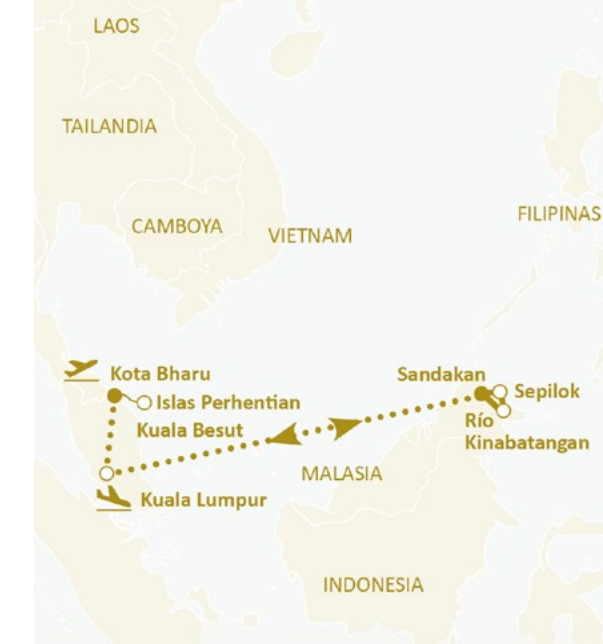 LAOS
TAILANDIA
CAMBOYA
VIETNAM
FILIPINAS
Kota Bharu
Islas Perhentian
Kuala Besut
Sandakan
Sepilok
Río
Kinabatangan
MALASIA
Kuala Lumpur
INDONESIA